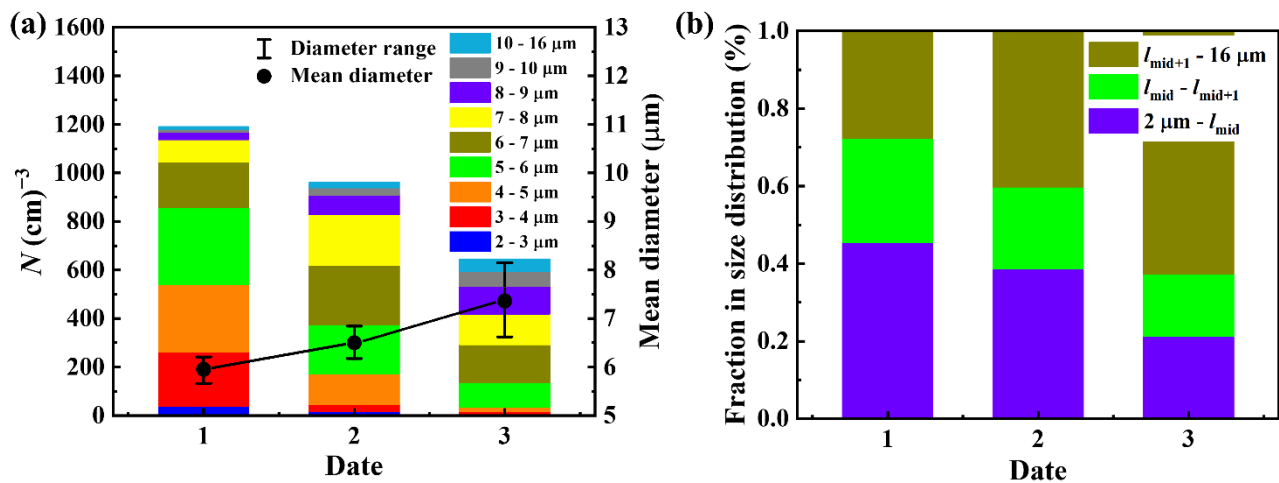 (a)
N (cm)⁻³
1600
1400
1200
1000
800
600
400
200
0
Diameter range
Mean diameter
10 - 16 μm
9 - 10 μm
8 - 9 μm
7 - 8 μm
6 - 7 μm
5 - 6 μm
4 - 5 μm
3 - 4 μm
2 - 3 μm
13
12
11
10
9
8
7
6
5
Mean diameter (μm)
1 2 3
Date
(b)
Fraction in size distribution (%)
1.0
0.8
0.6
0.4
0.2
0.0
lmid+1 - 16 μm
lmid - lmid+1
2 μm - lmid
1 2 3
Date